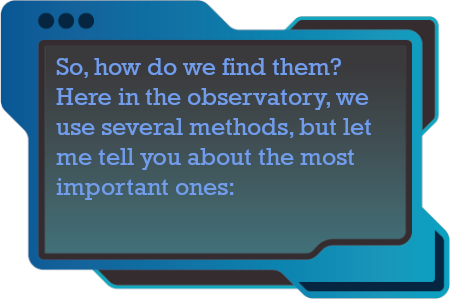 So, how do we find them?
Here in the observatory, we
use several methods, but let
me tell you about the most
important ones: